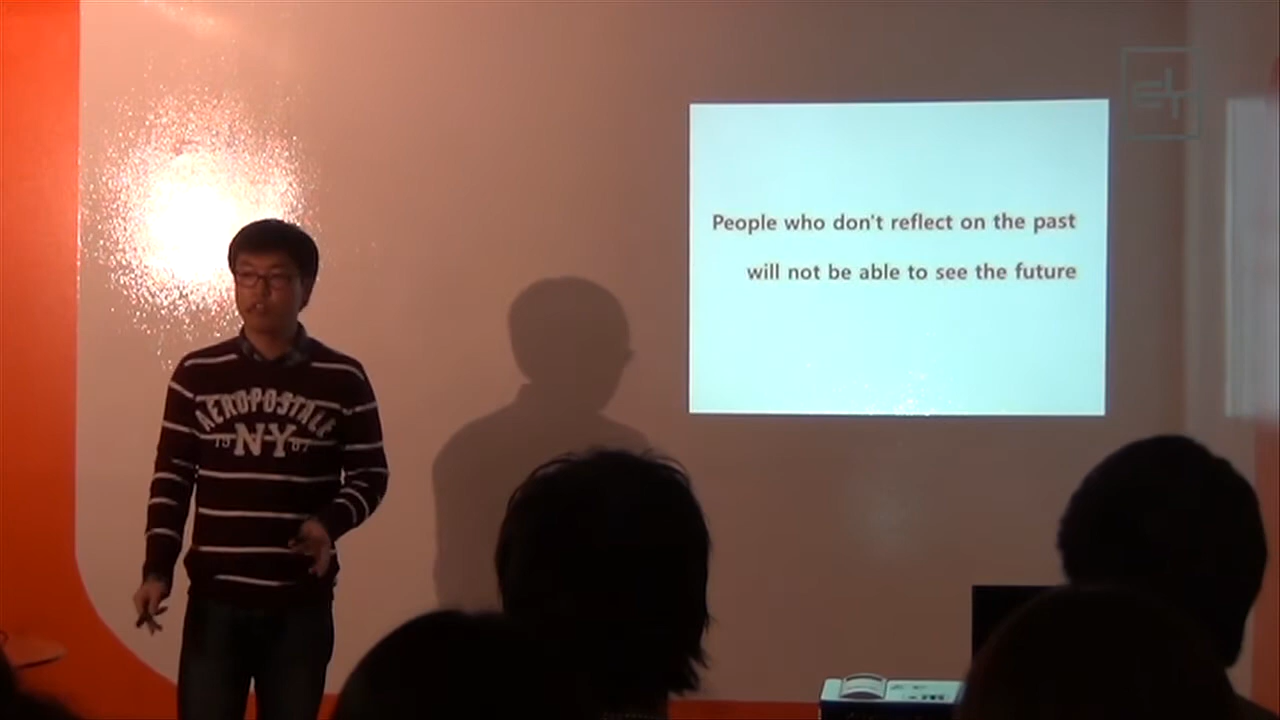 People who don't reflect on the past
will not be able to see the future
AEROPOSTALE
19 NY 87